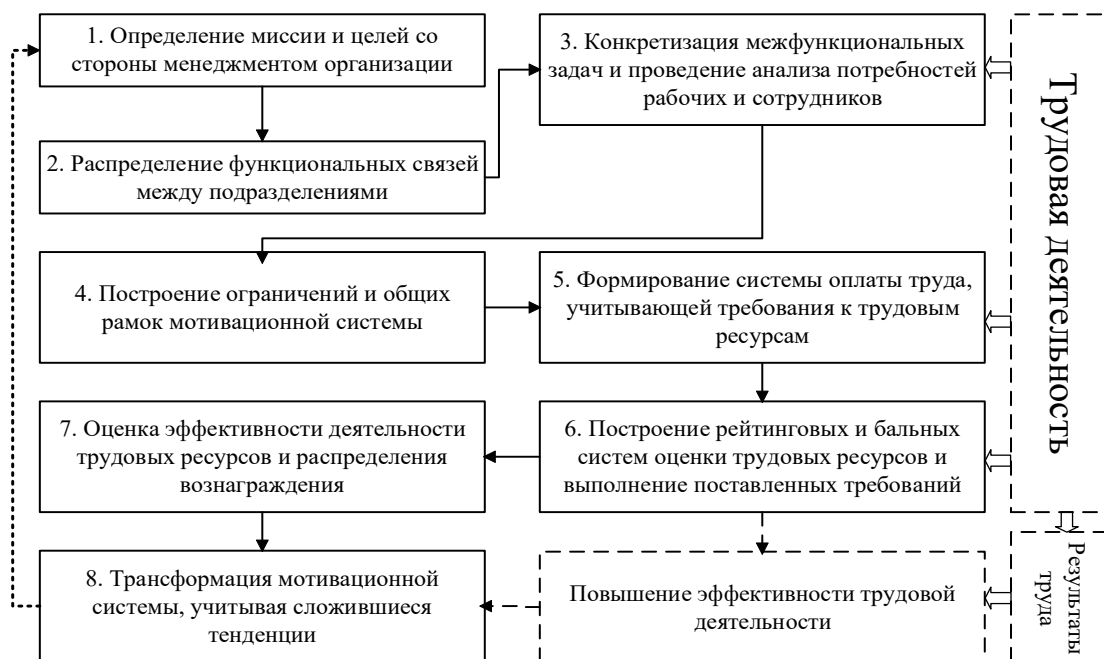 1. Определение миссии и целей со
стороны менеджментом организации
2. Распределение функциональных связей
между подразделениями
3. Конкретизация межфункциональных
задач и проведение анализа потребностей
рабочих и сотрудников
4. Построение ограничений и общих
рамок мотивационной системы
5. Формирование системы оплаты труда,
учитывающей требования к трудовым
ресурсам
6. Построение рейтинговых и бальных
систем оценки трудовых ресурсов и
выполнение поставленных требований
7. Оценка эффективности деятельности
трудовых ресурсов и распределения
вознаграждения
8. Трансформация мотивационной
системы, учитывая сложившиеся
тенденции
Повышение эффективности трудовой
деятельности
Трудовая деятельность
Результаты
труда